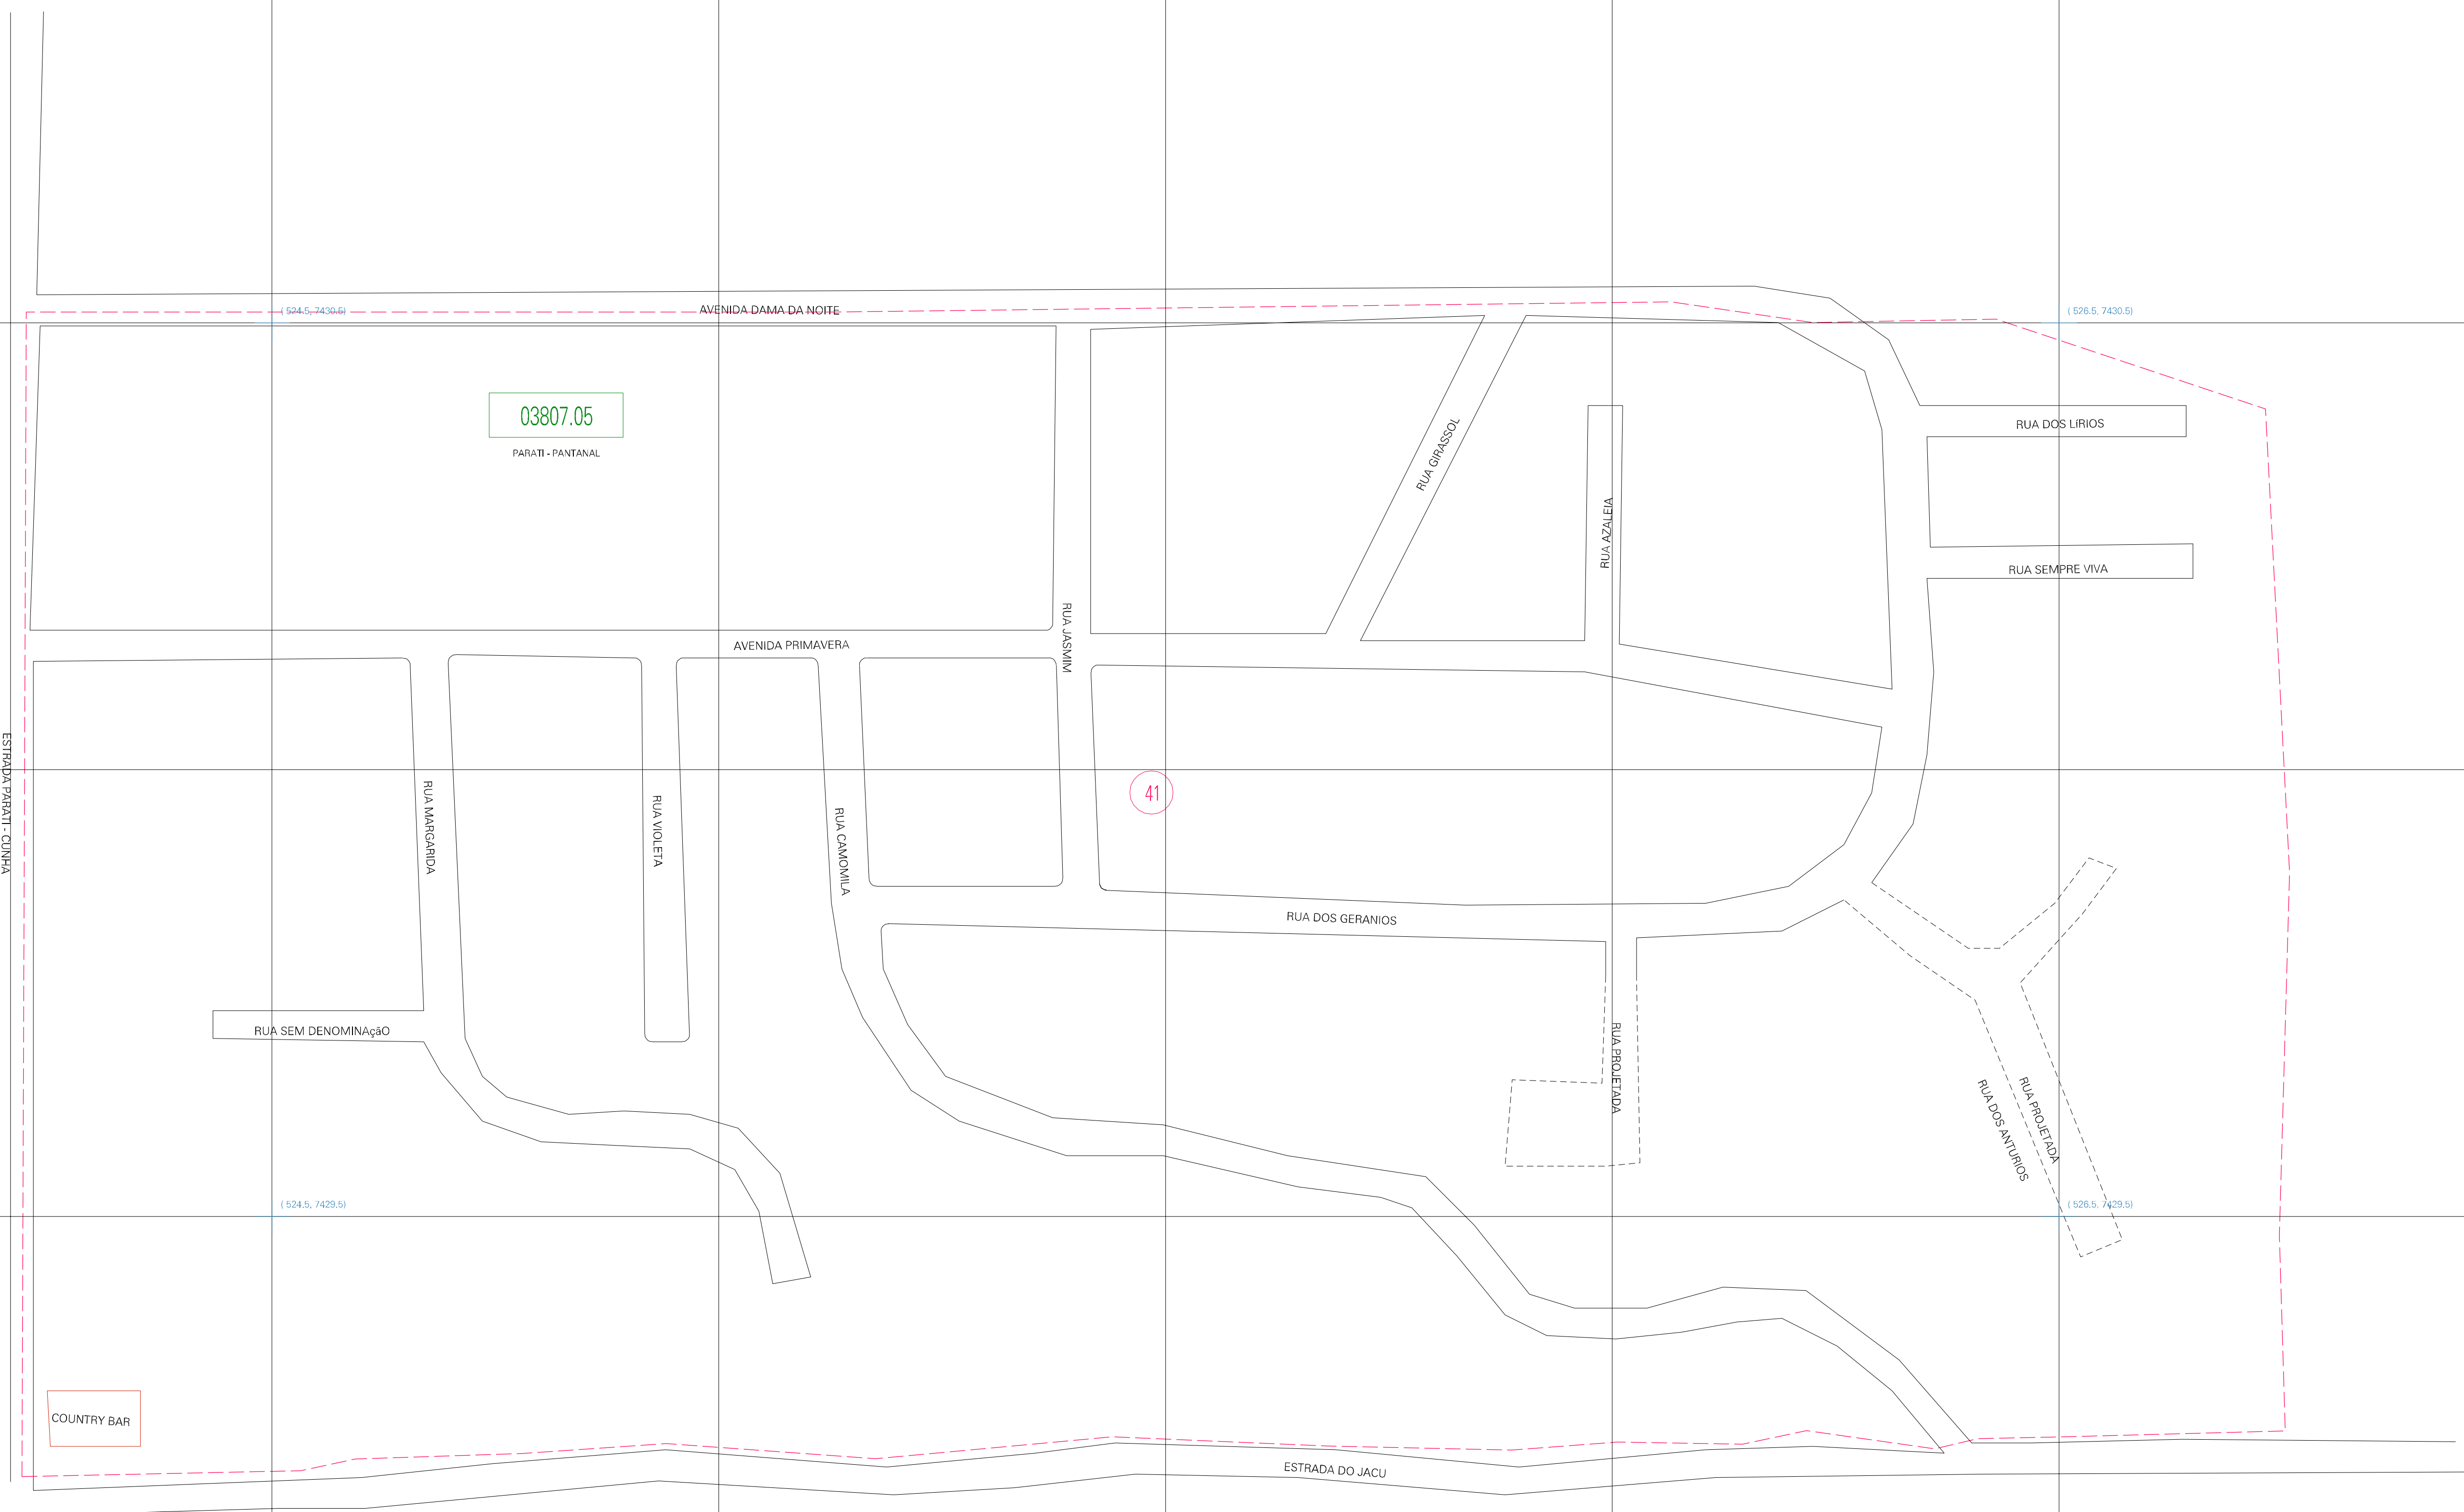 AVENIDA DAMA DA NOITE
( 524.5, 7430.5)
( 526.5, 7430.5)
03807.05
PARATI - PANTANAL
RUA GIRASSOL
RUA DOS LíRIOS
RUA AZALEIA
RUA SEMPRE VIVA
RUA JASMIM
AVENIDA PRIMAVERA
ESTRADA PARATI - CUNHA
RUA MARGARIDA
RUA VIOLETA
RUA CAMOMILA
41
RUA DOS GERANIOS
RUA SEM DENOMINAçãO
RUA PROJETADA
RUA DOS ANTURIOS
RUA PROJETADA
( 524.5, 7429.5)
( 526.5, 7429.5)
COUNTRY BAR
ESTRADA DO JACU